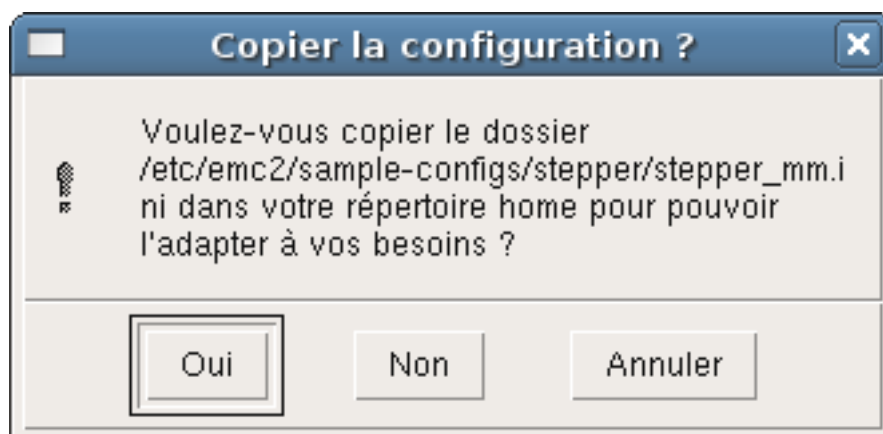 Copier la configuration ?
Voulez-vous copier le dossier
/etc/emc2/sample-configs/stepper/stepper_mm.i
ni dans votre répertoire home pour pouvoir
l'adapter à vos besoins ?
Oui Non Annuler